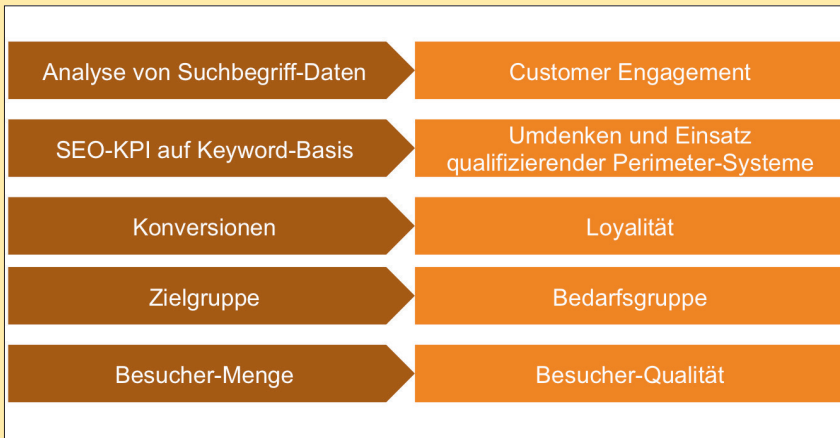 Analyse von Suchbegriff-Daten
Customer Engagement
SEO-KPI auf Keyword-Basis
Umdenken und Einsatz
qualifizierender Perimeter-Systeme
Konversionen
Loyalität
Zielgruppe
Bedarfsgruppe
Besucher-Menge
Besucher-Qualität